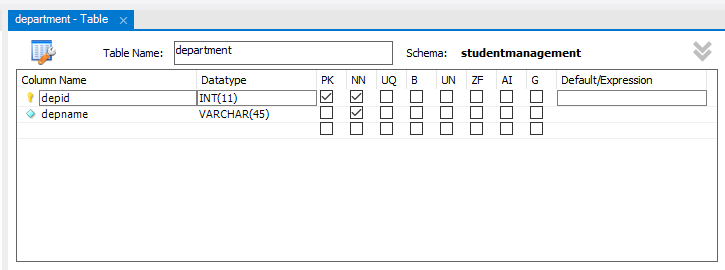 department - Table ×
Table Name: department Schema: studentmanagement
Column Name Datatype PK NN UQ B UN ZF AI G Default/Expression
depid INT(11)
depname VARCHAR(45)